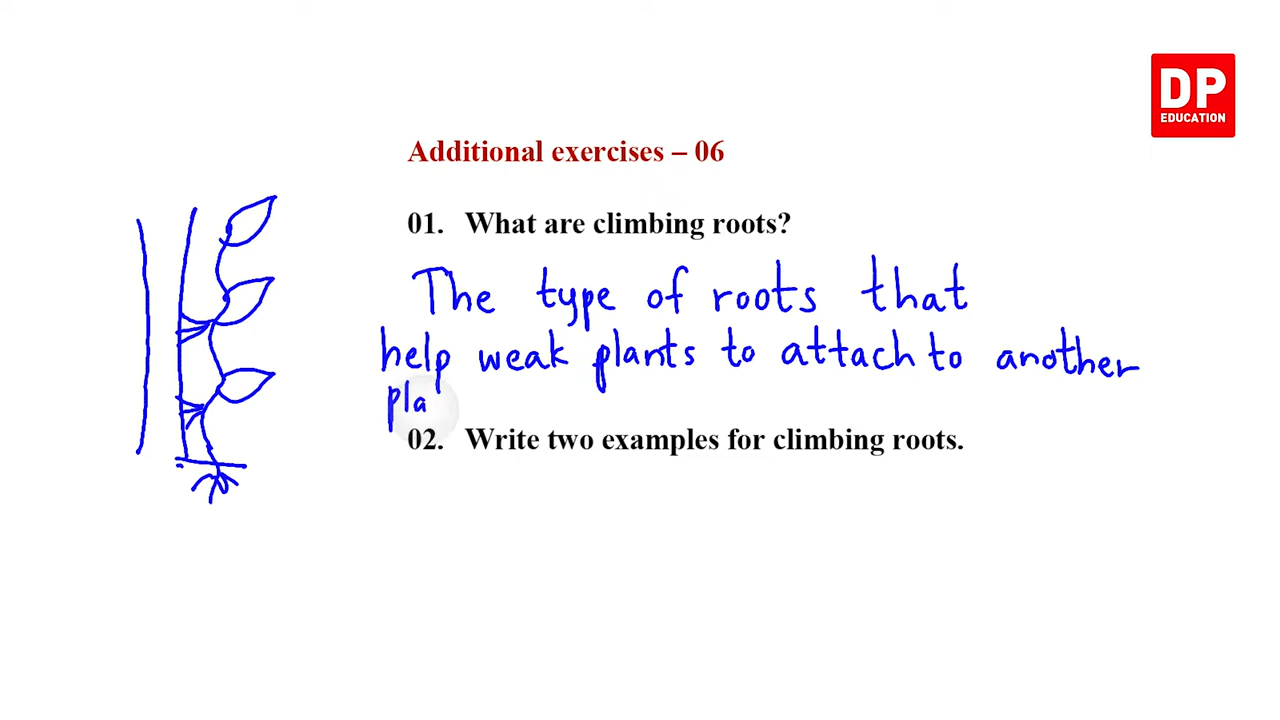 DP
EDUCATION
Additional exercises – 06
01. What are climbing roots?
The type of roots that
help weak plants to attach to another
pla
02. Write two examples for climbing roots.